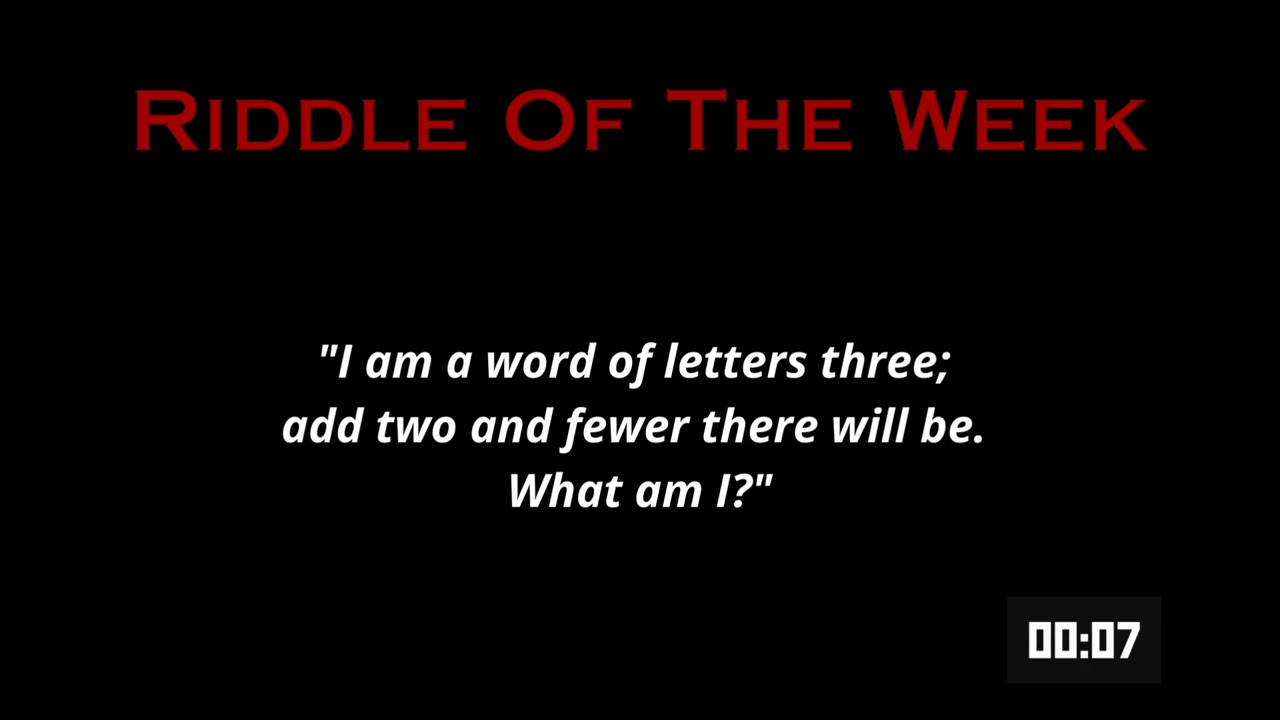 Riddle Of The Week
"I am a word of letters three;
add two and fewer there will be.
What am I?"
00:07